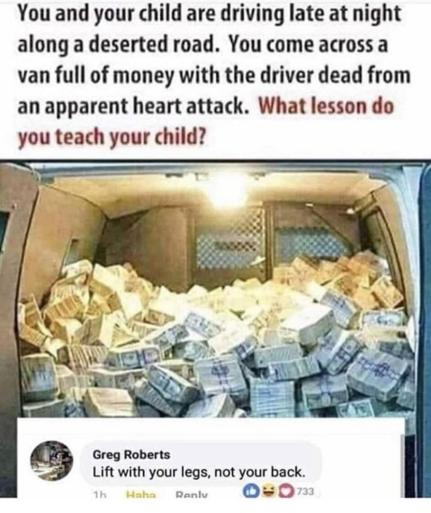 You and your child are driving late at night
along a deserted road. You come across a
van full of money with the driver dead from
an apparent heart attack. What lesson do
you teach your child?
Greg Roberts
Lift with your legs, not your back.
1h Haha Reply 733